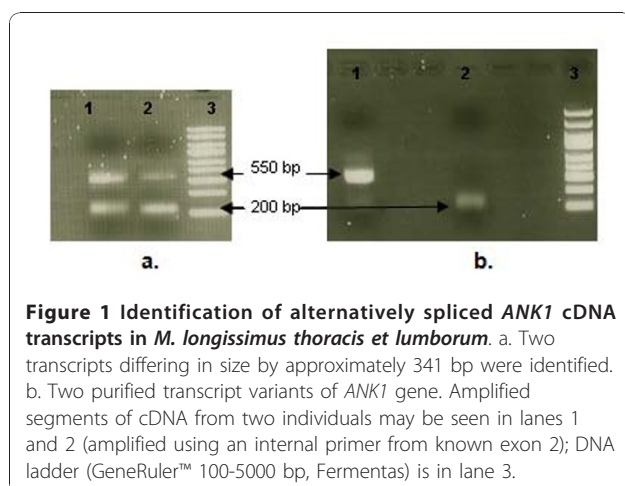 1 2 3
1 2 3
550 bp
200 bp
a. b.
Figure 1 Identification of alternatively spliced ANK1 cDNA
transcripts in M. longissimus thoracis et lumborum. a. Two
transcripts differing in size by approximately 341 bp were identified.
b. Two purified transcript variants of ANK1 gene. Amplified
segments of cDNA from two individuals may be seen in lanes 1
and 2 (amplified using an internal primer from known exon 2); DNA
ladder (GeneRuler™ 100-5000 bp, Fermentas) is in lane 3.